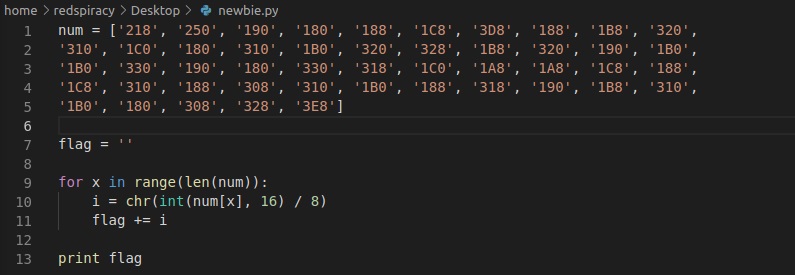 home > redspiracy > Desktop > newbie.py
1 num = ['218', '250', '190', '180', '188', '1C8', '3D8', '188', '1B8', '320',
2 '310', '1C0', '180', '310', '1B0', '320', '328', '1B8', '320', '190', '1B0',
3 '1B0', '330', '190', '180', '330', '318', '1C0', '1A8', '1A8', '1C8', '188',
4 '1C8', '310', '188', '308', '310', '1B0', '188', '318', '190', '1B8', '310',
5 '1B0', '180', '308', '328', '3E8']
6
7 flag = ''
8
9 for x in range(len(num)):
10     i = chr(int(num[x], 16) / 8)
11     flag += i
12
13 print flag